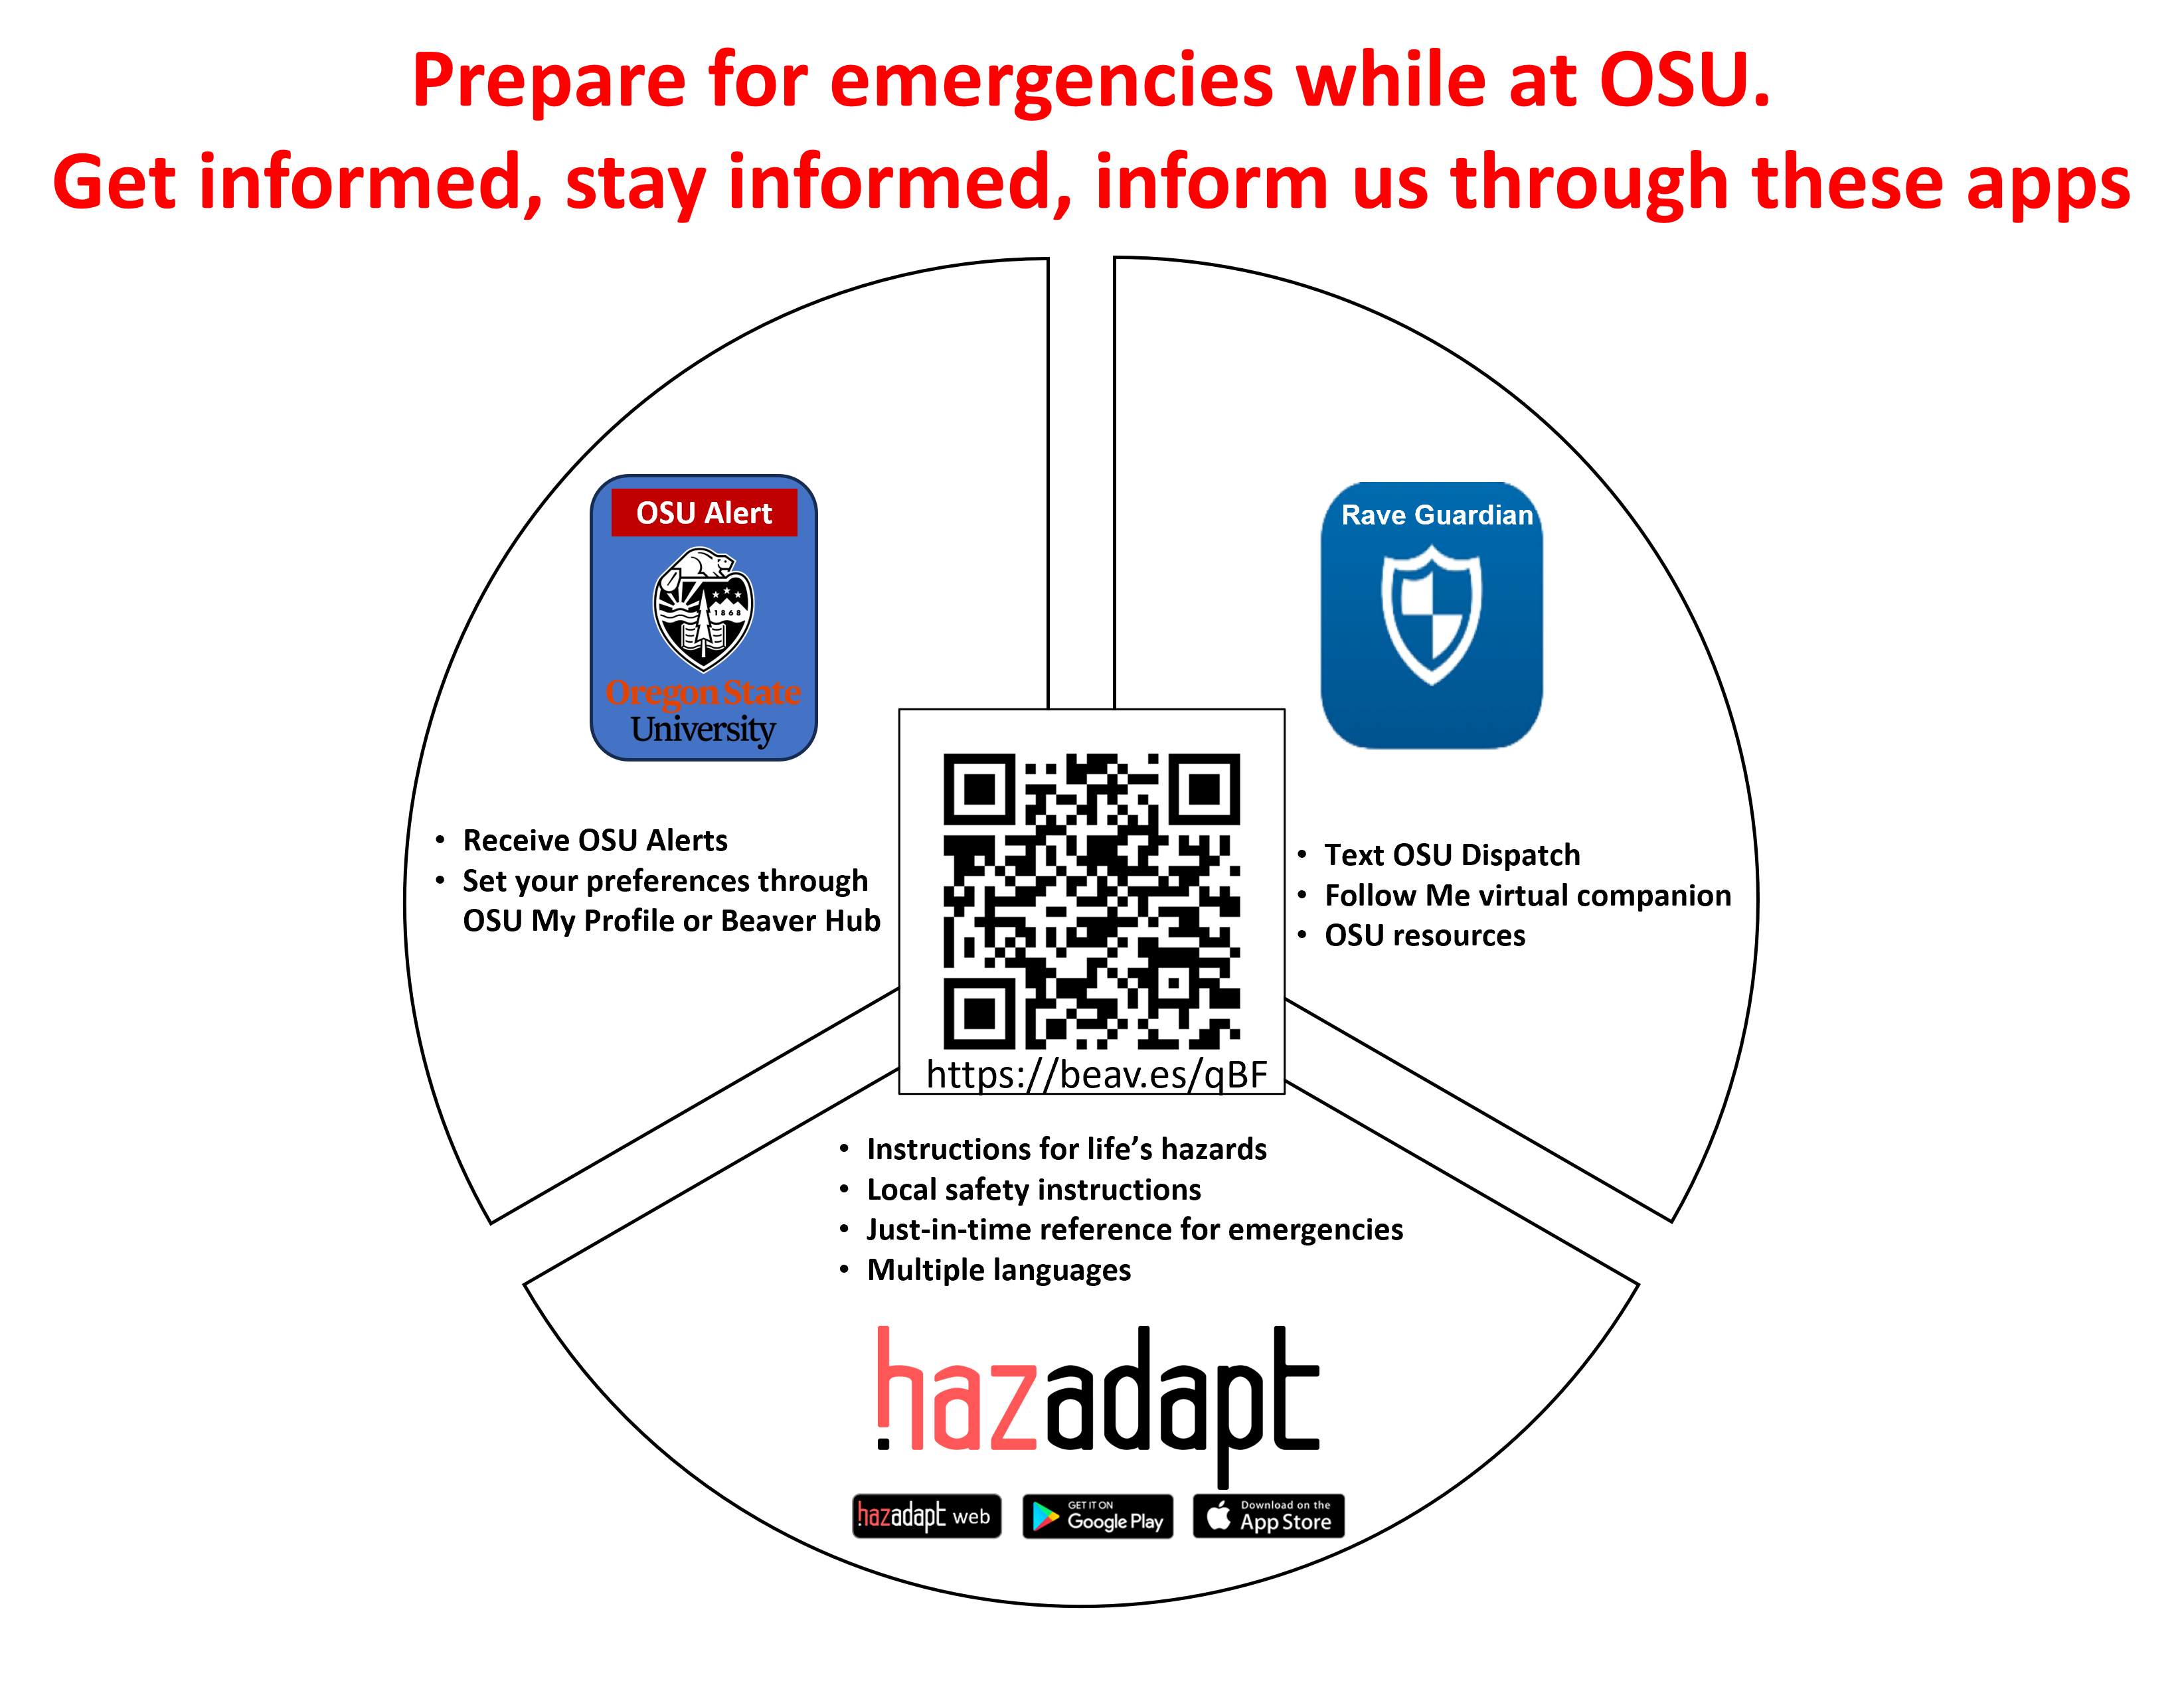 Prepare for emergencies while at OSU.
Get informed, stay informed, inform us through these apps
OSU Alert
1868
Oregon State
University
• Receive OSU Alerts
• Set your preferences through
OSU My Profile or Beaver Hub
Rave Guardian
• Text OSU Dispatch
• Follow Me virtual companion
• OSU resources
https://beav.es/qBF
• Instructions for life’s hazards
• Local safety instructions
• Just-in-time reference for emergencies
• Multiple languages
hazadapt
hazadapt web
GET IT ON
Google Play
Download on the
App Store